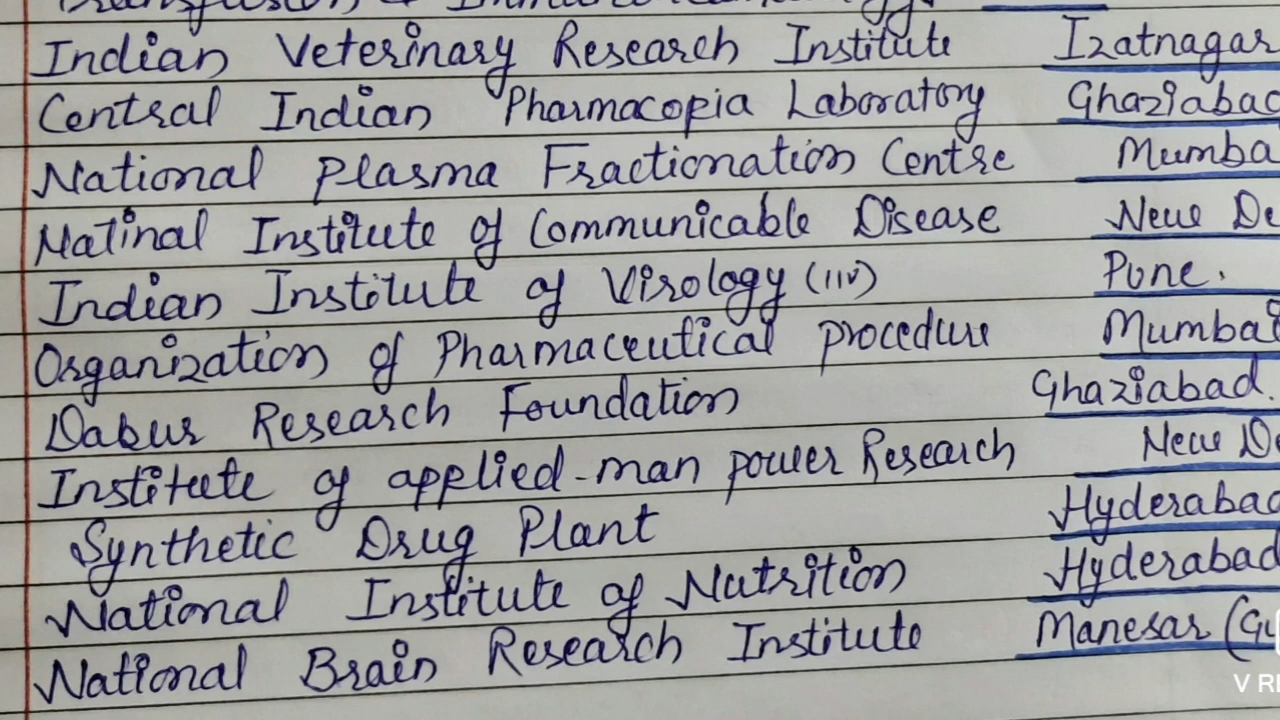 Indian Veterinary Research Institute Izatnagar
Central Indian Pharmacopia Laboratory Ghaziabad
National Plasma Fractionation Centre Mumba
Natinal Institute of Communicable Disease New De
Indian Institute of Virology (IIV) Pune.
Organization of Pharmaceutical procedure Mumbai
Dabur Research Foundation Ghaziabad.
Institute of applied-man power Research New De
Synthetic Drug Plant Hyderabad
National Institute of Nutrition Hyderabad
National Brain Research Institute Manesar (Gu
V RE